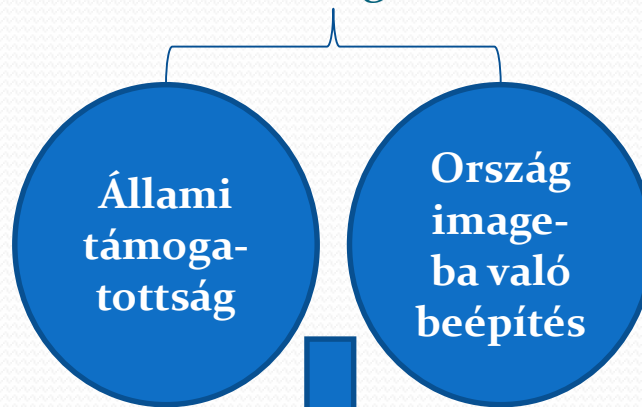 Állami
támoga-
tottság
Ország
image-
ba való
beépítés